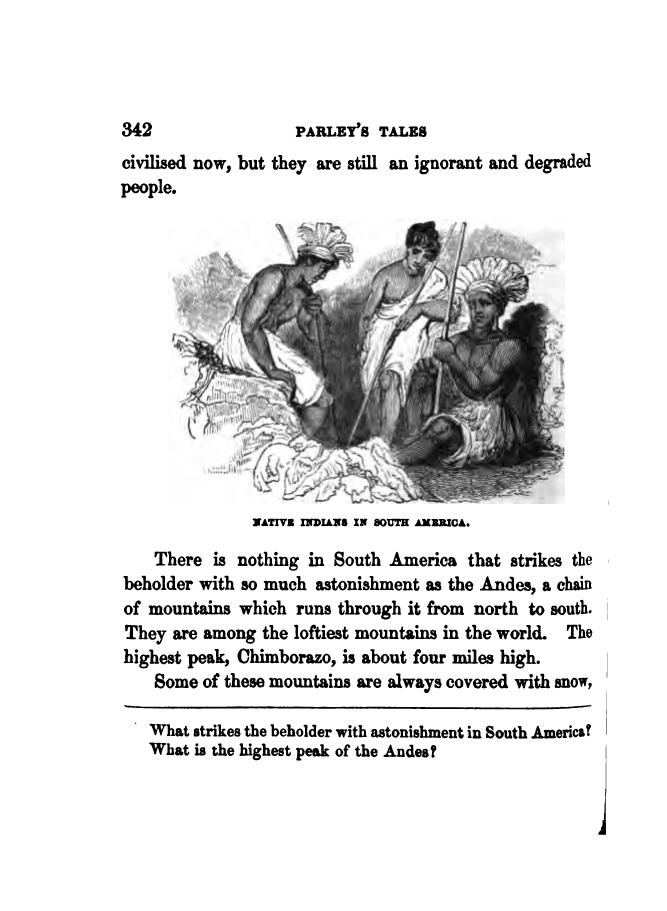 342
PARLEY'S TALES
civilised now, but they are still an ignorant and degraded
people.
NATIVE INDIANS IN SOUTH AMERICA.
There is nothing in South America that strikes the
beholder with so much astonishment as the Andes, a chain
of mountains which runs through it from north to south.
They are among the loftiest mountains in the world. The
highest peak, Chimborazo, is about four miles high.
Some of these mountains are always covered with snow,
What strikes the beholder with astonishment in South America?
What is the highest peak of the Andes?